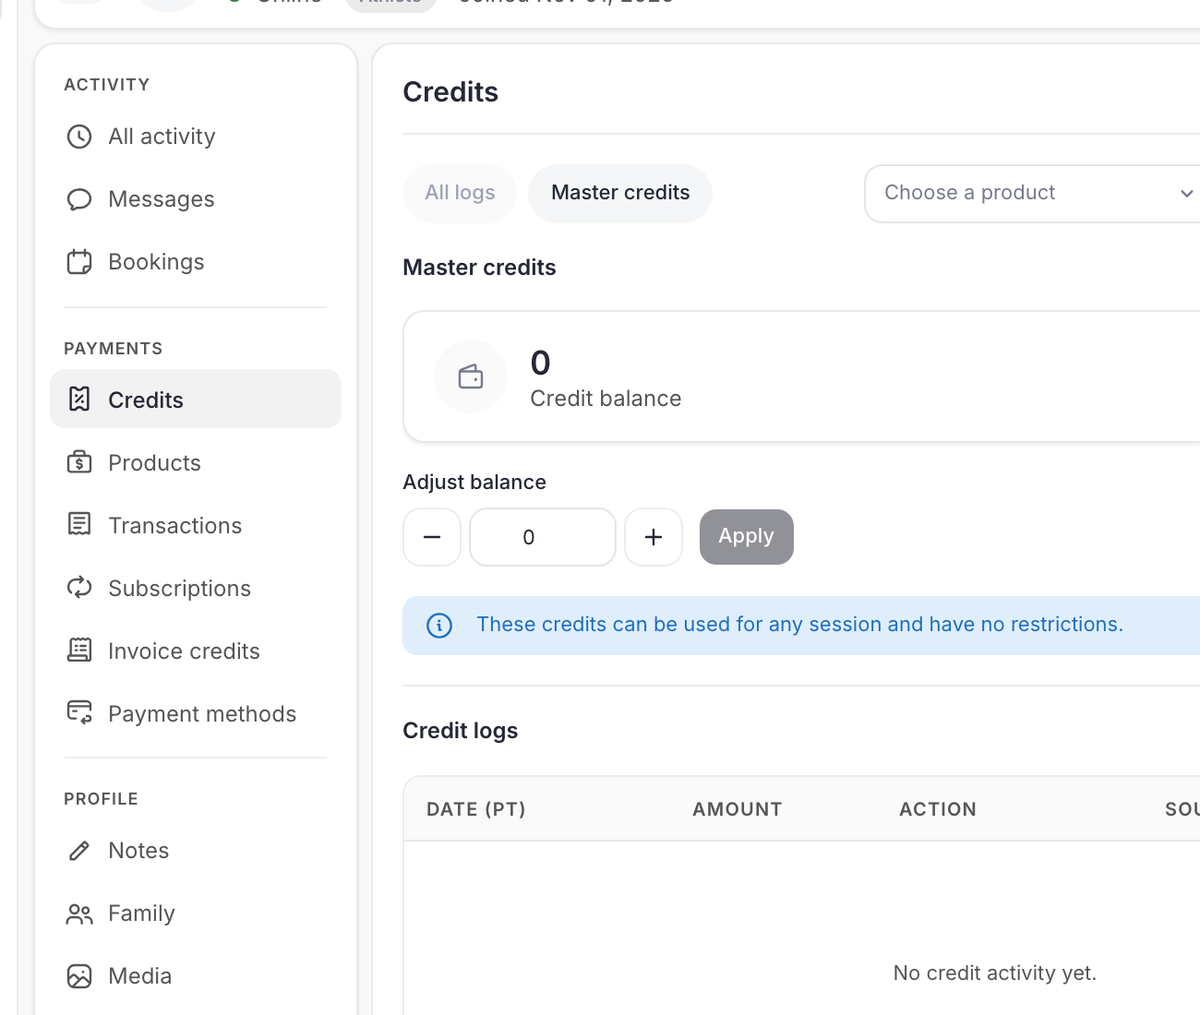 ACTIVITY
All activity
Messages
Bookings
PAYMENTS
Credits
Products
Transactions
Subscriptions
Invoice credits
Payment methods
PROFILE
Notes
Family
Media
Credits
All logs
Master credits
Choose a product
Master credits
0
Credit balance
Adjust balance
0
Apply
These credits can be used for any session and have no restrictions.
Credit logs
DATE (PT) AMOUNT ACTION
No credit activity yet.